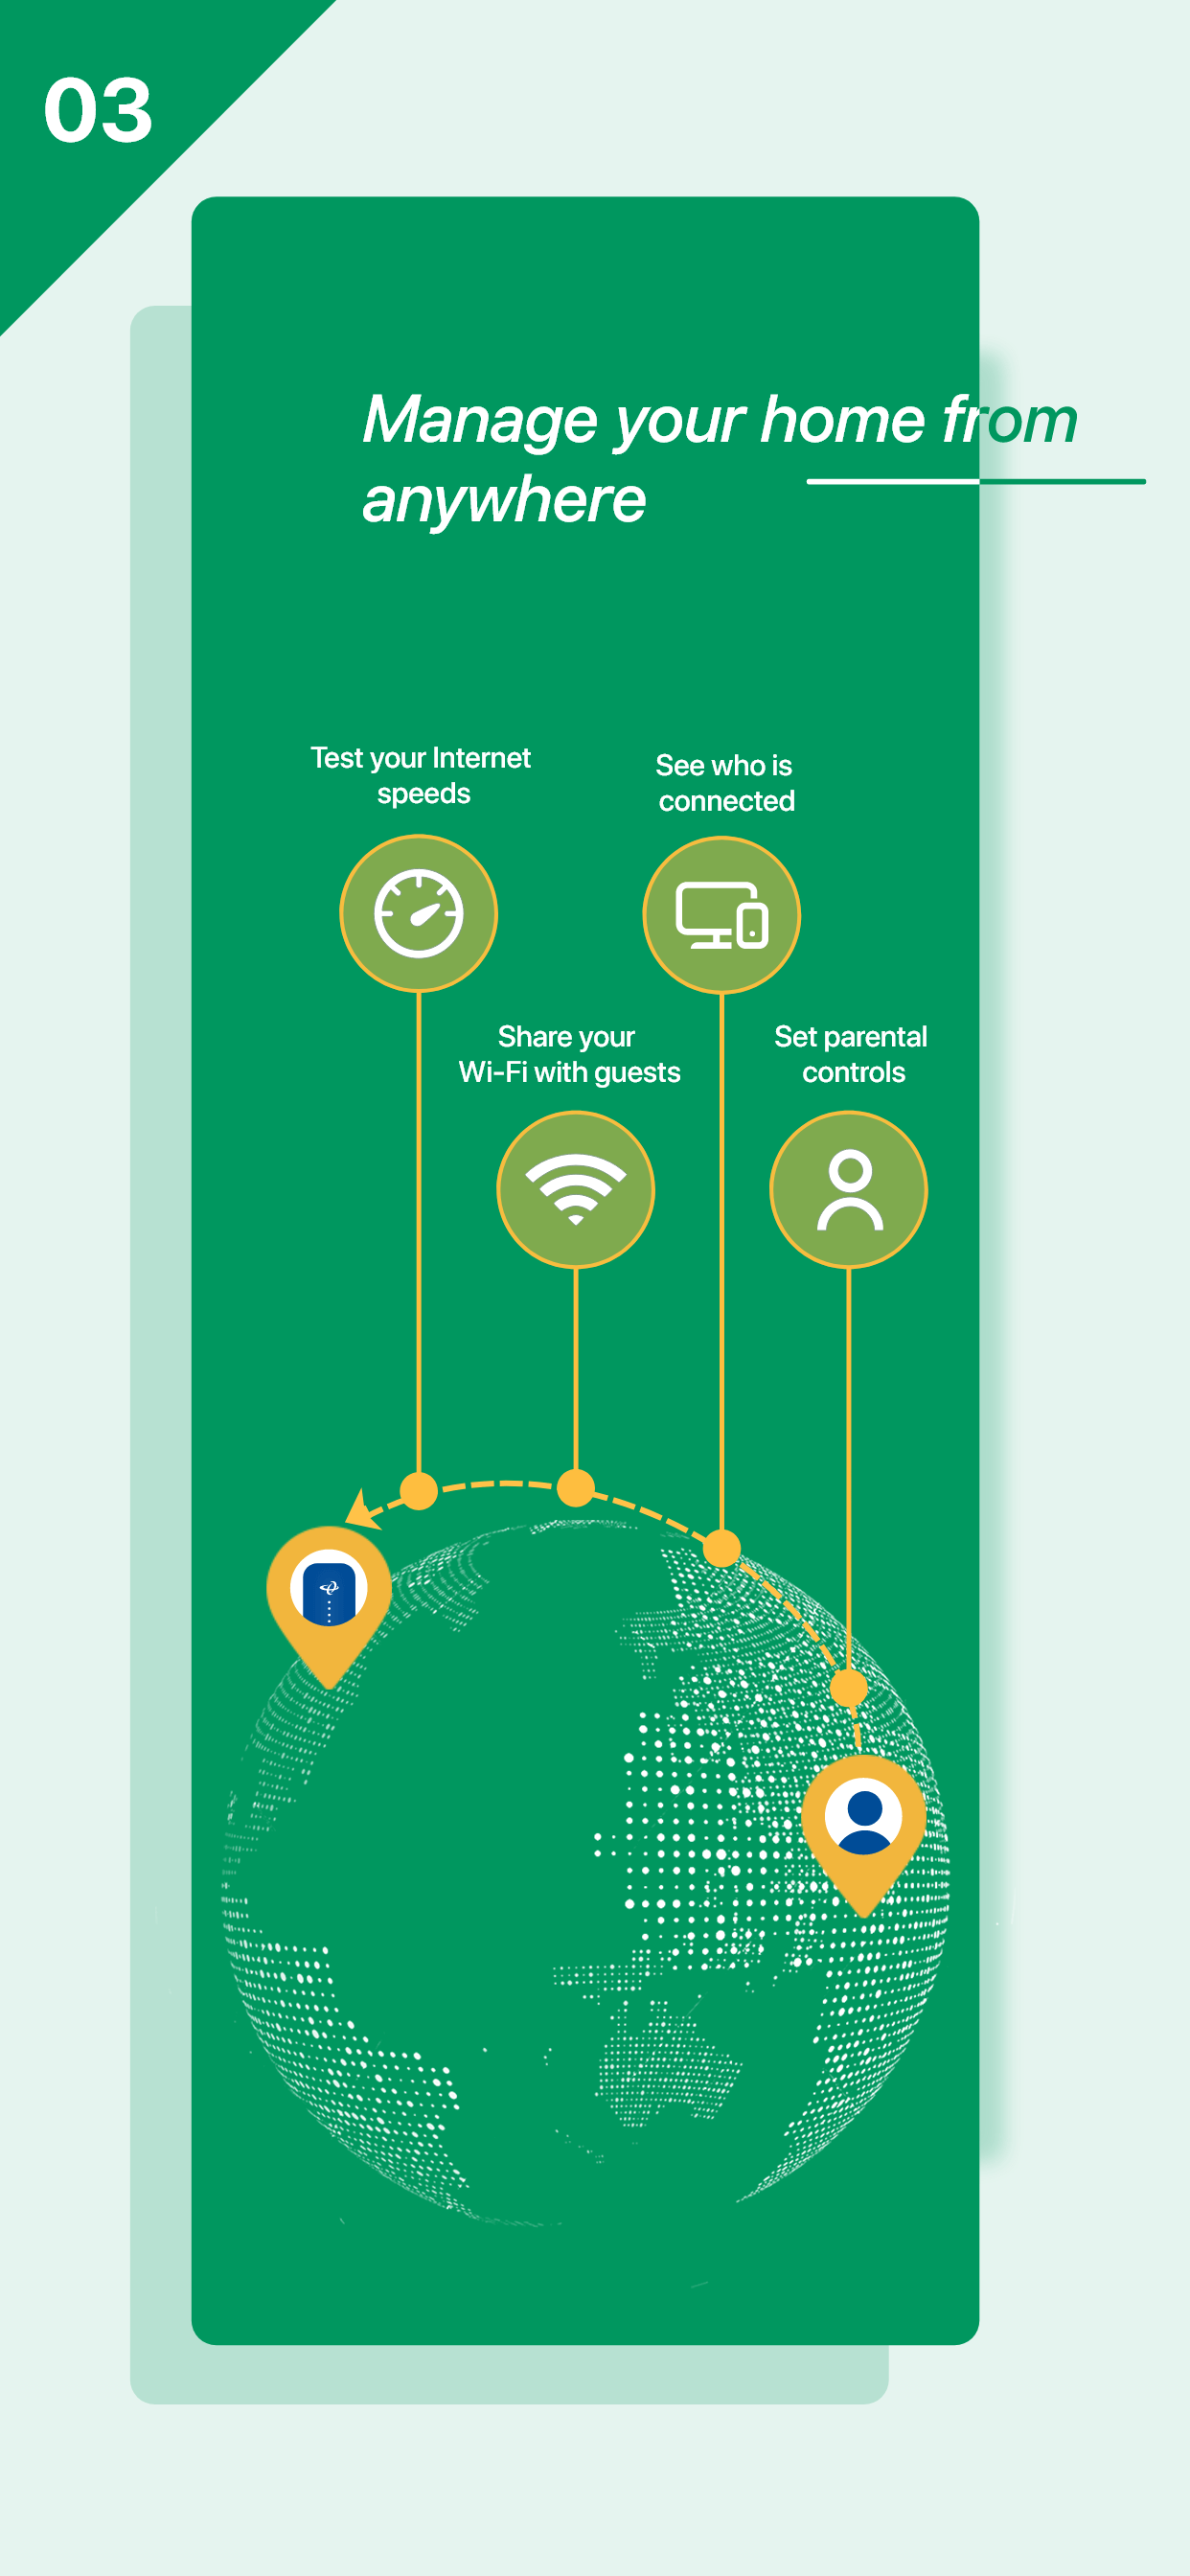 03
Manage your home from
anywhere
Test your Internet
speeds
See who is
connected
Share your
Wi-Fi with guests
Set parental
controls